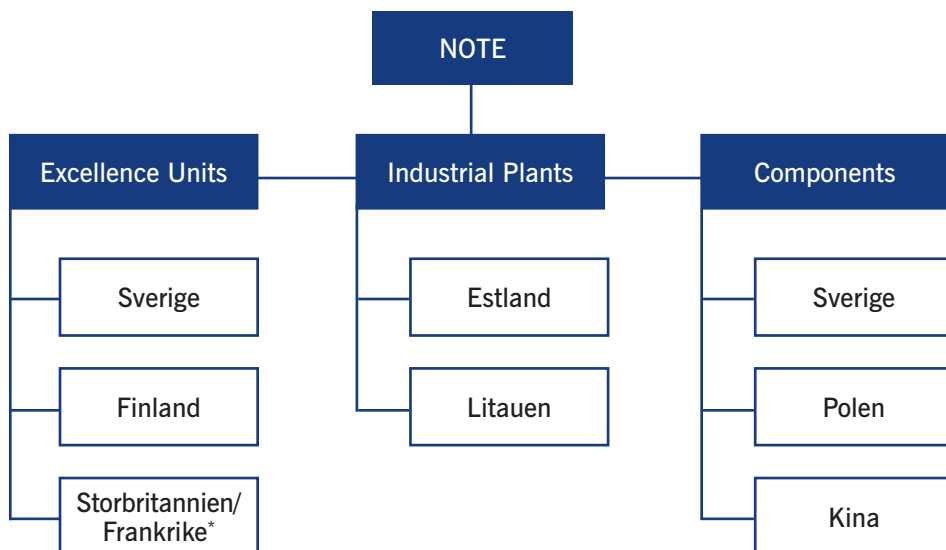 NOTE
Excellence Units
Sverige
Finland
Storbritannien/
Frankrike*
Industrial Plants
Estland
Litauen
Components
Sverige
Polen
Kina